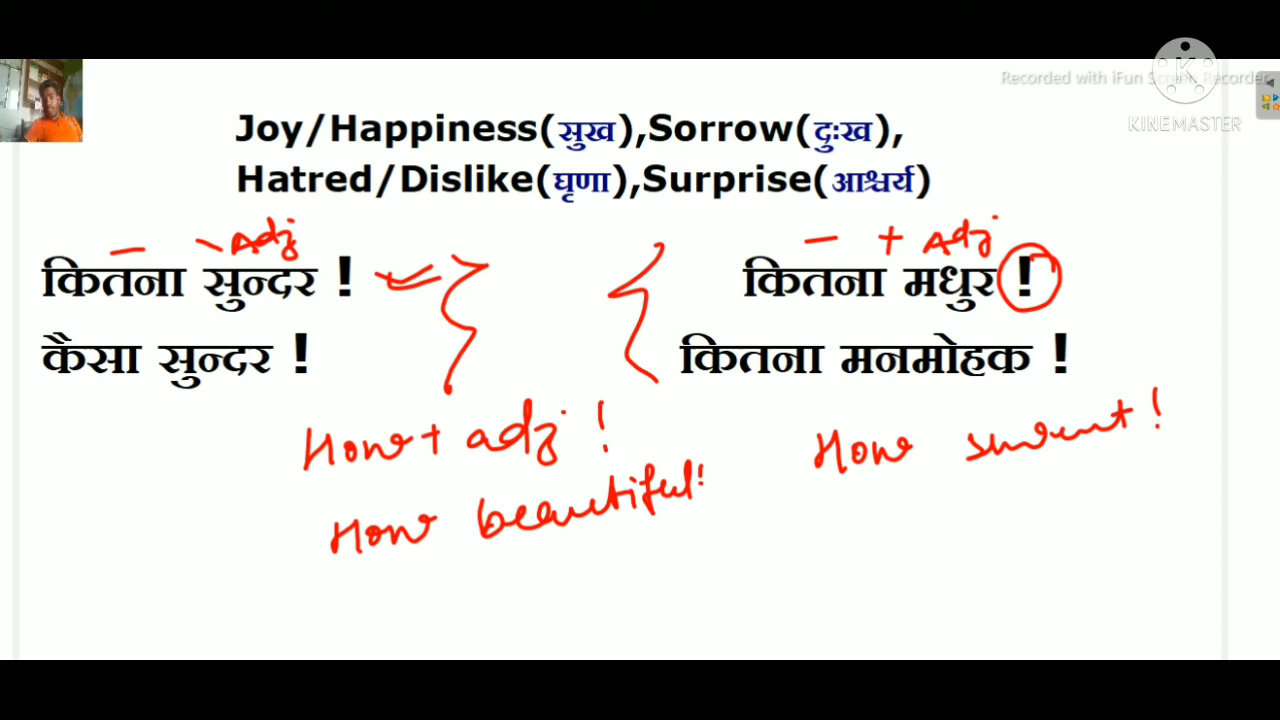 Recorded with iFun Screen Recorder
KINEMASTER
Joy/Happiness(सुख),Sorrow(दुःख),
Hatred/Dislike(घृणा),Surprise(आश्चर्य)
Adj
+ Adj
कितना सुन्दर !
कितना मधुर !
कैसा सुन्दर !
कितना मनमोहक !
How + adj !
How sweet !
How beautiful!